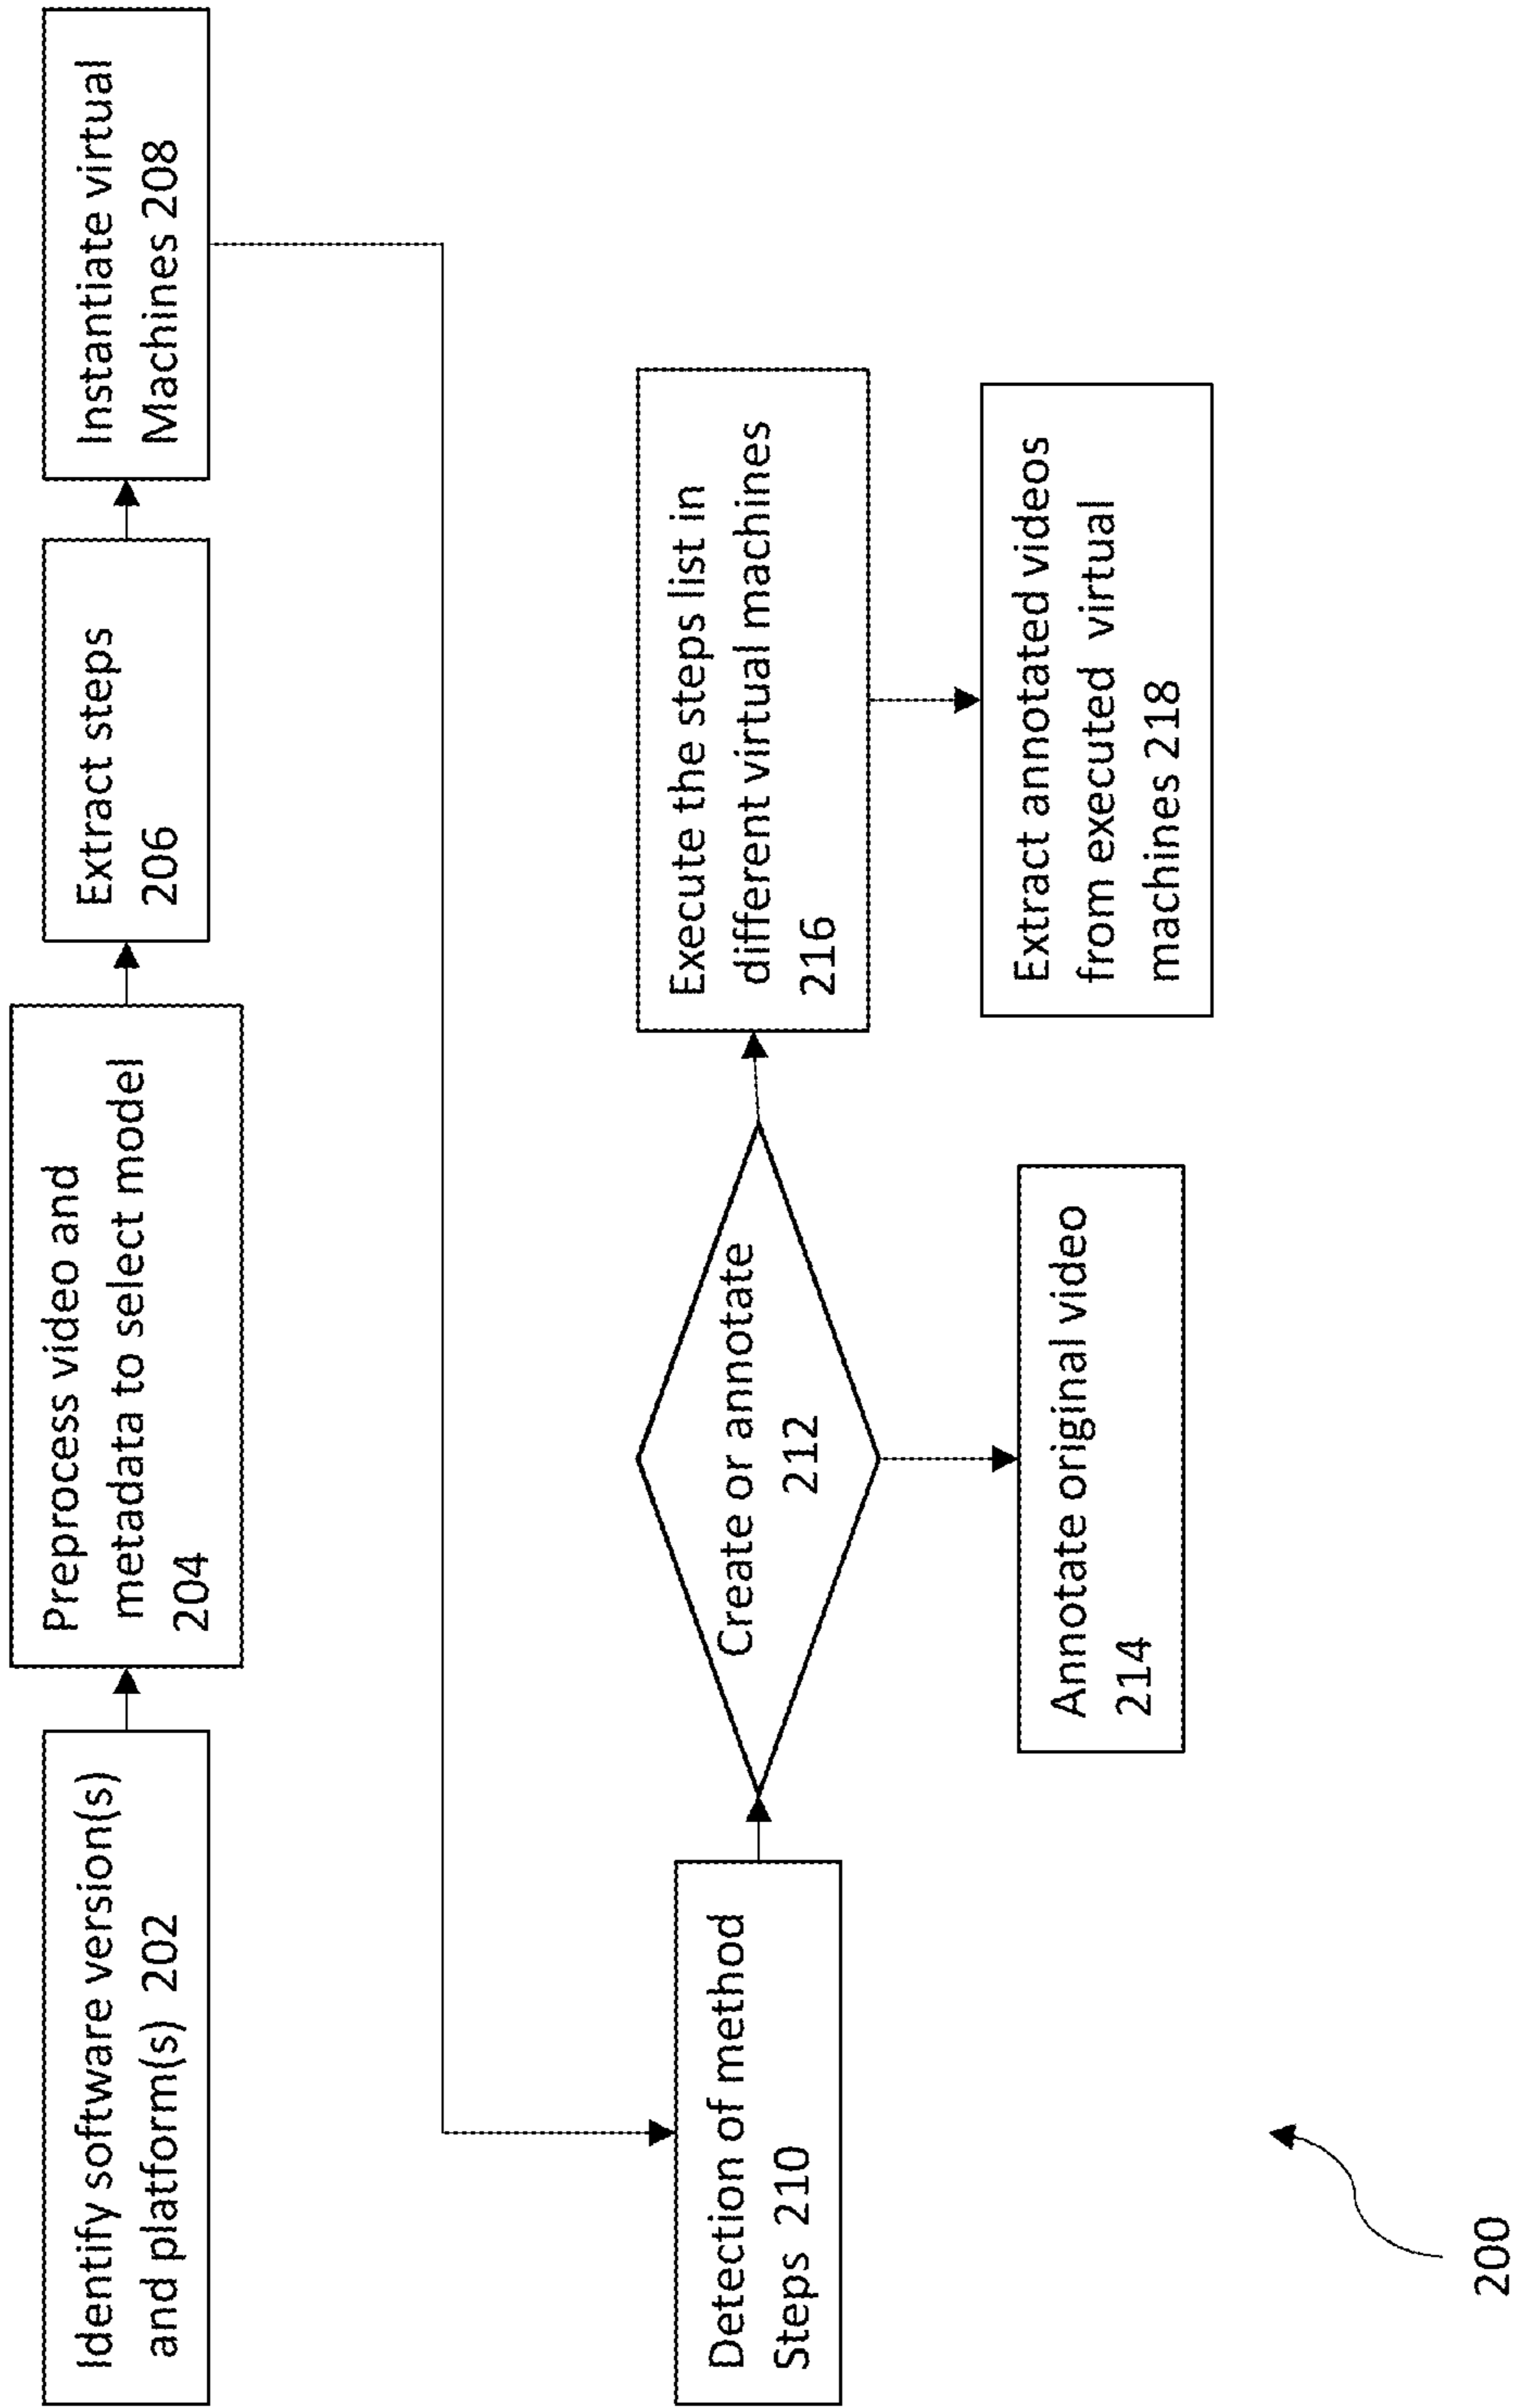 Identify software version(s)
and platform(s) 202
Preprocess video and
metadata to select model
204
Extract steps
206
Instantiate virtual
Machines 208
Detection of method
Steps 210
Create or annotate
212
Annotate original video
214
Execute the steps list in
different virtual machines
216
Extract annotated videos
from executed virtual
machines 218
200